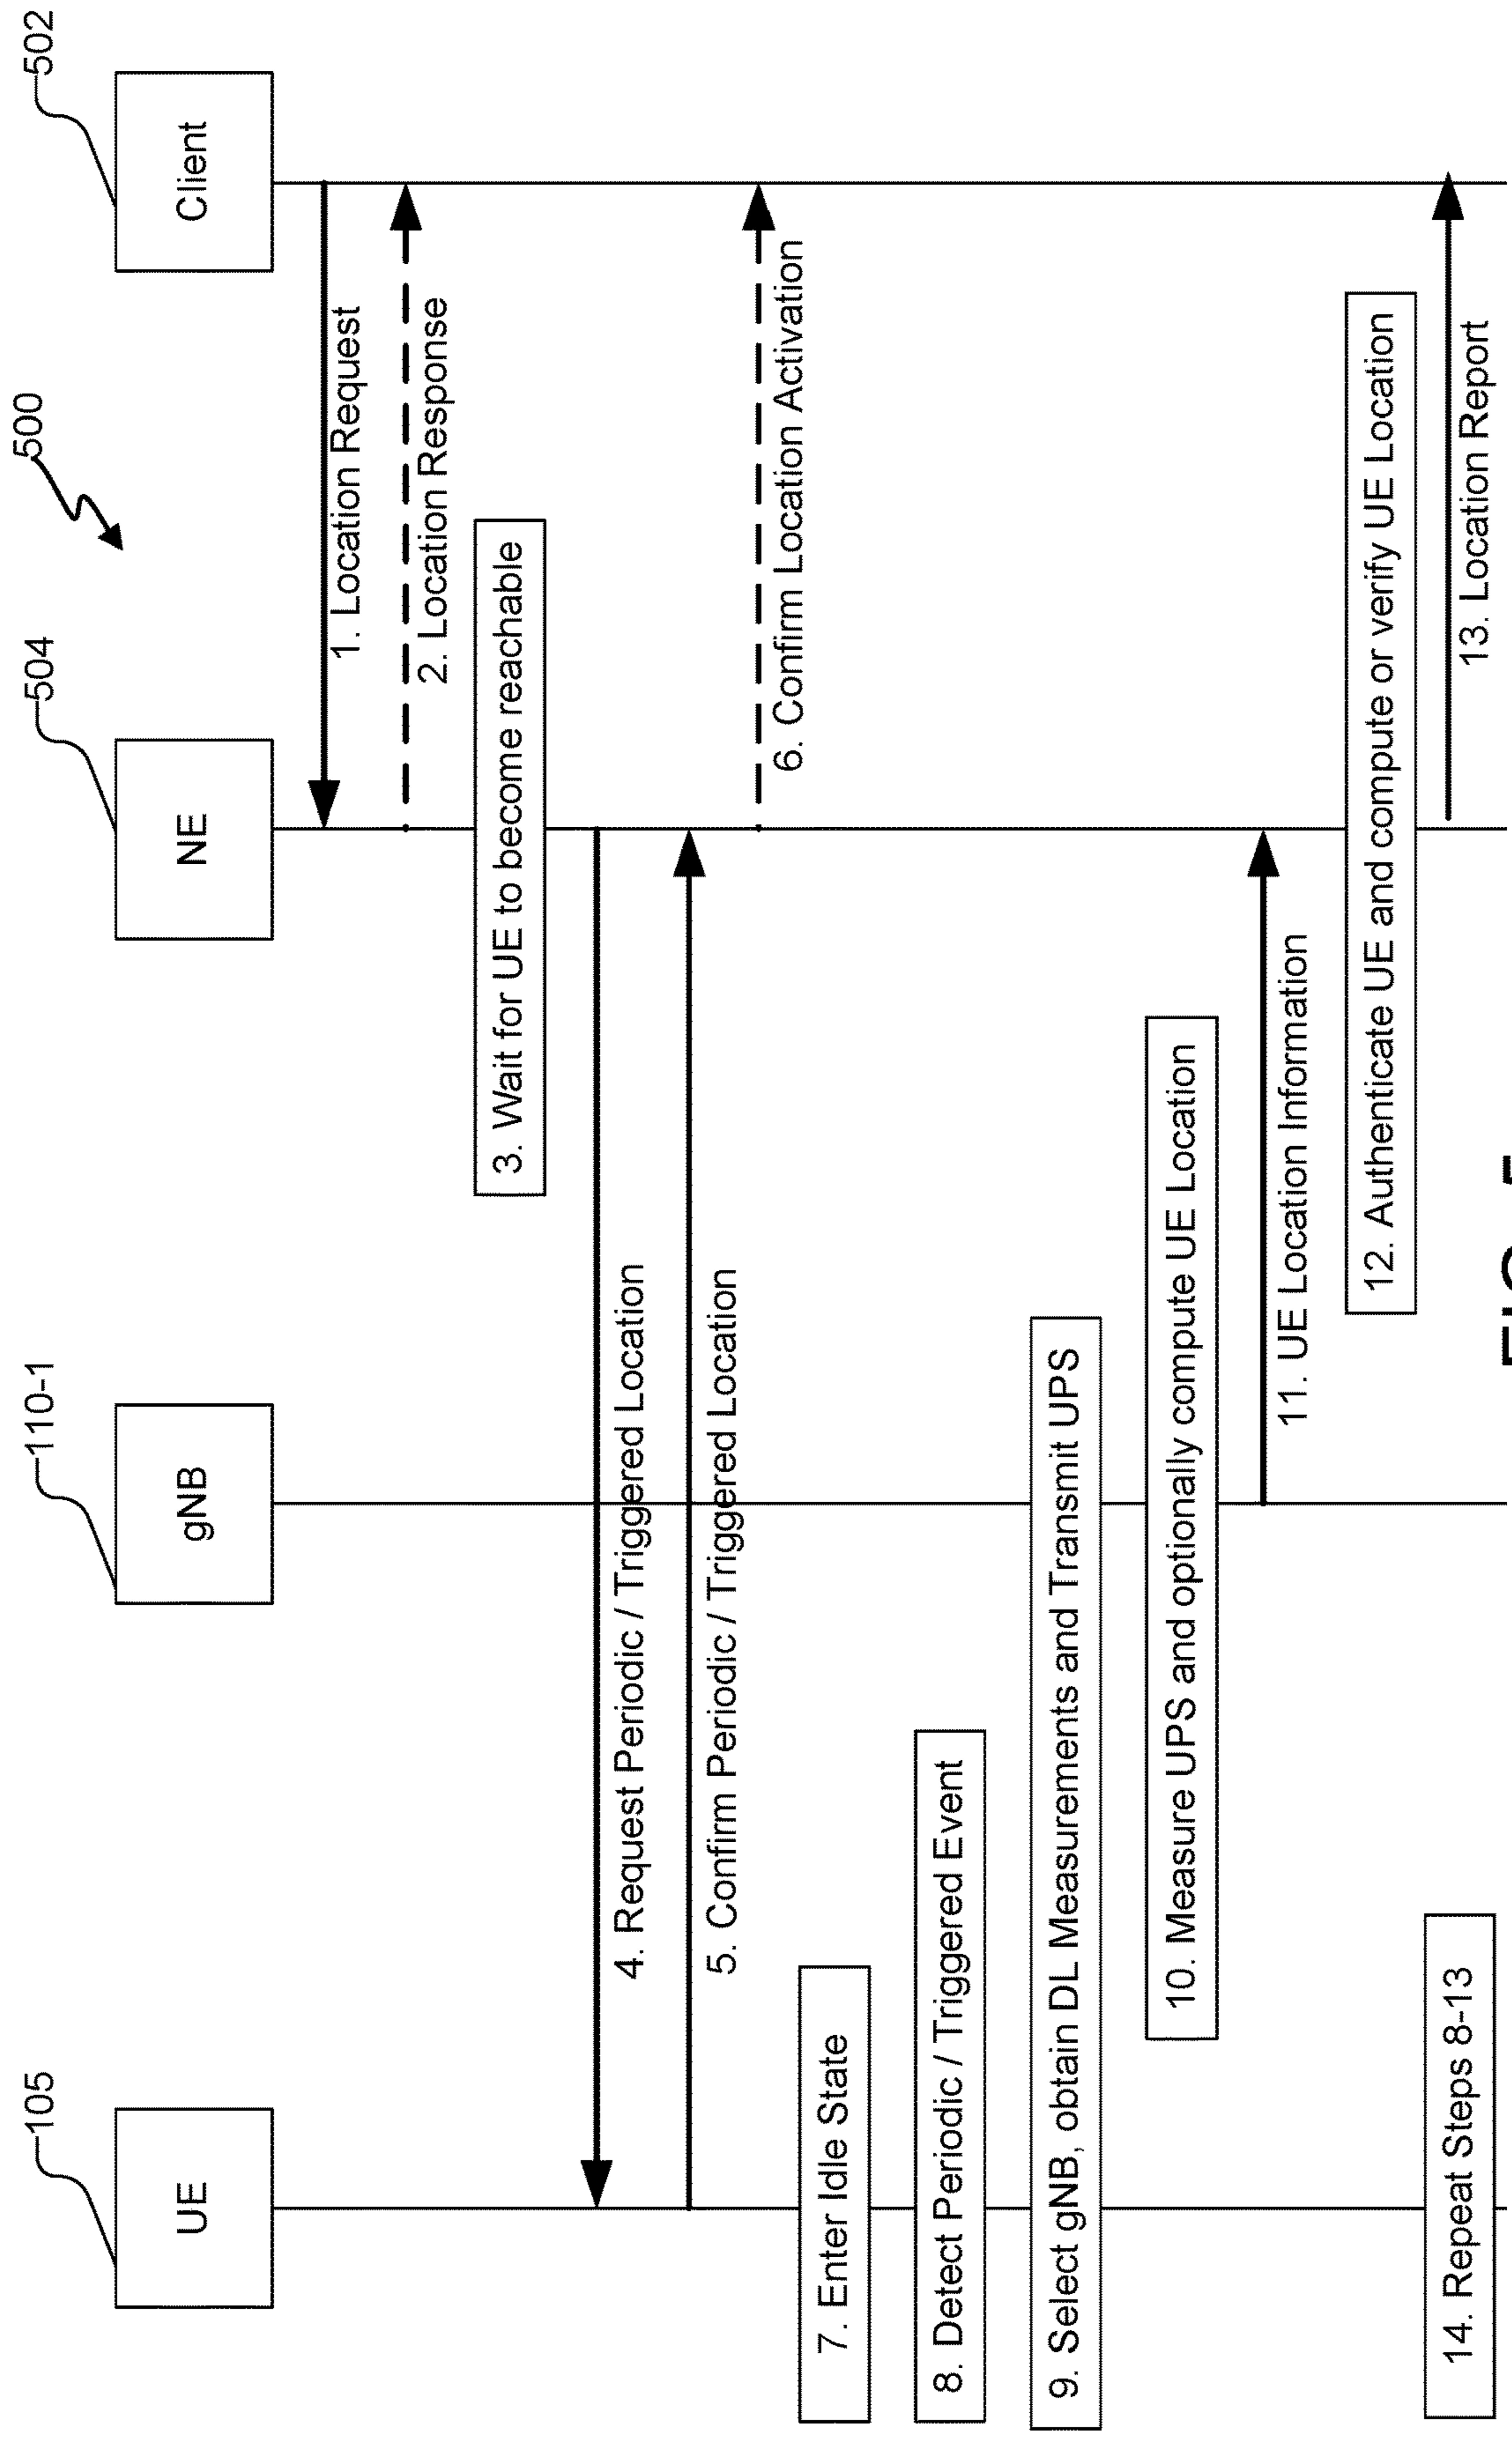 500
105
110-1
504
502
UE
gNB
NE
Client
1. Location Request
2. Location Response
3. Wait for UE to become reachable
4. Request Periodic / Triggered Location
5. Confirm Periodic / Triggered Location
6. Confirm Location Activation
7. Enter Idle State
8. Detect Periodic / Triggered Event
9. Select gNB, obtain DL Measurements and Transmit UPS
10. Measure UPS and optionally compute UE Location
11. UE Location Information
12. Authenticate UE and compute or verify UE Location
13. Location Report
14. Repeat Steps 8-13